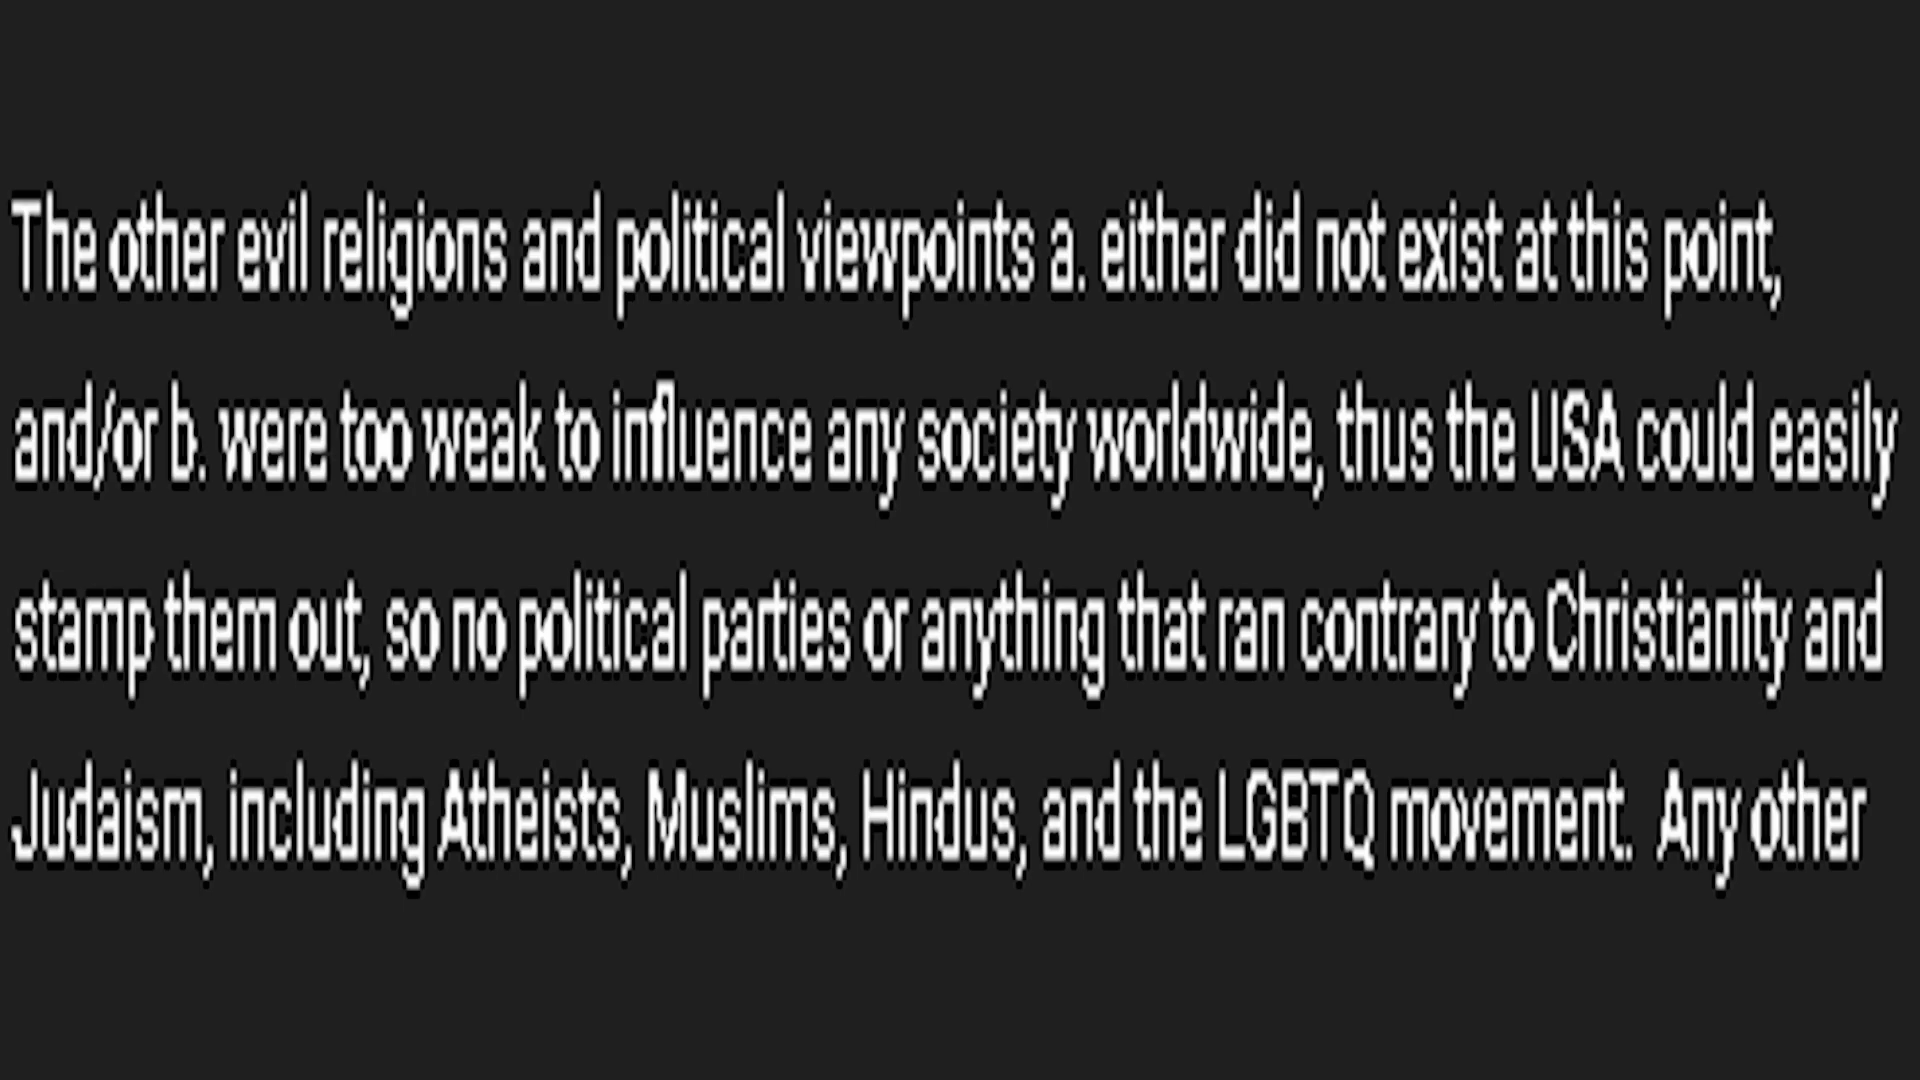 The other evil religions and political viewpoints a. either did not exist at this point,
and/or b. were too weak to influence any society worldwide, thus the USA could easily
stamp them out, so no political parties or anything that ran contrary to Christianity and
Judaism, including Atheists, Muslims, Hindus, and the LGBTQ movement.  Any other